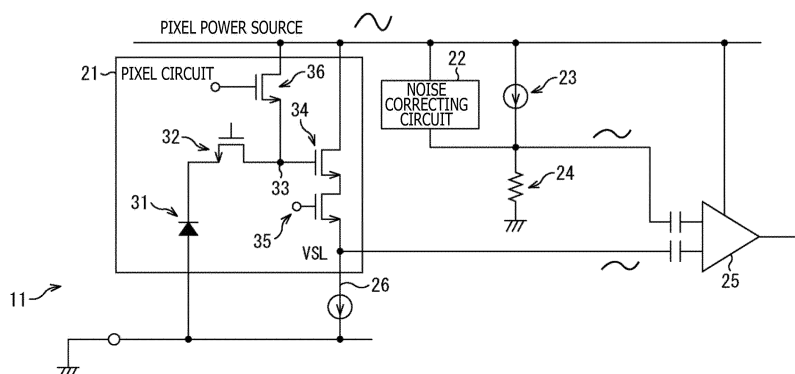 PIXEL POWER SOURCE
21
PIXEL CIRCUIT
36
22
NOISE
CORRECTING
CIRCUIT
23
34
32
33
24
31
35
VSL
25
26
11